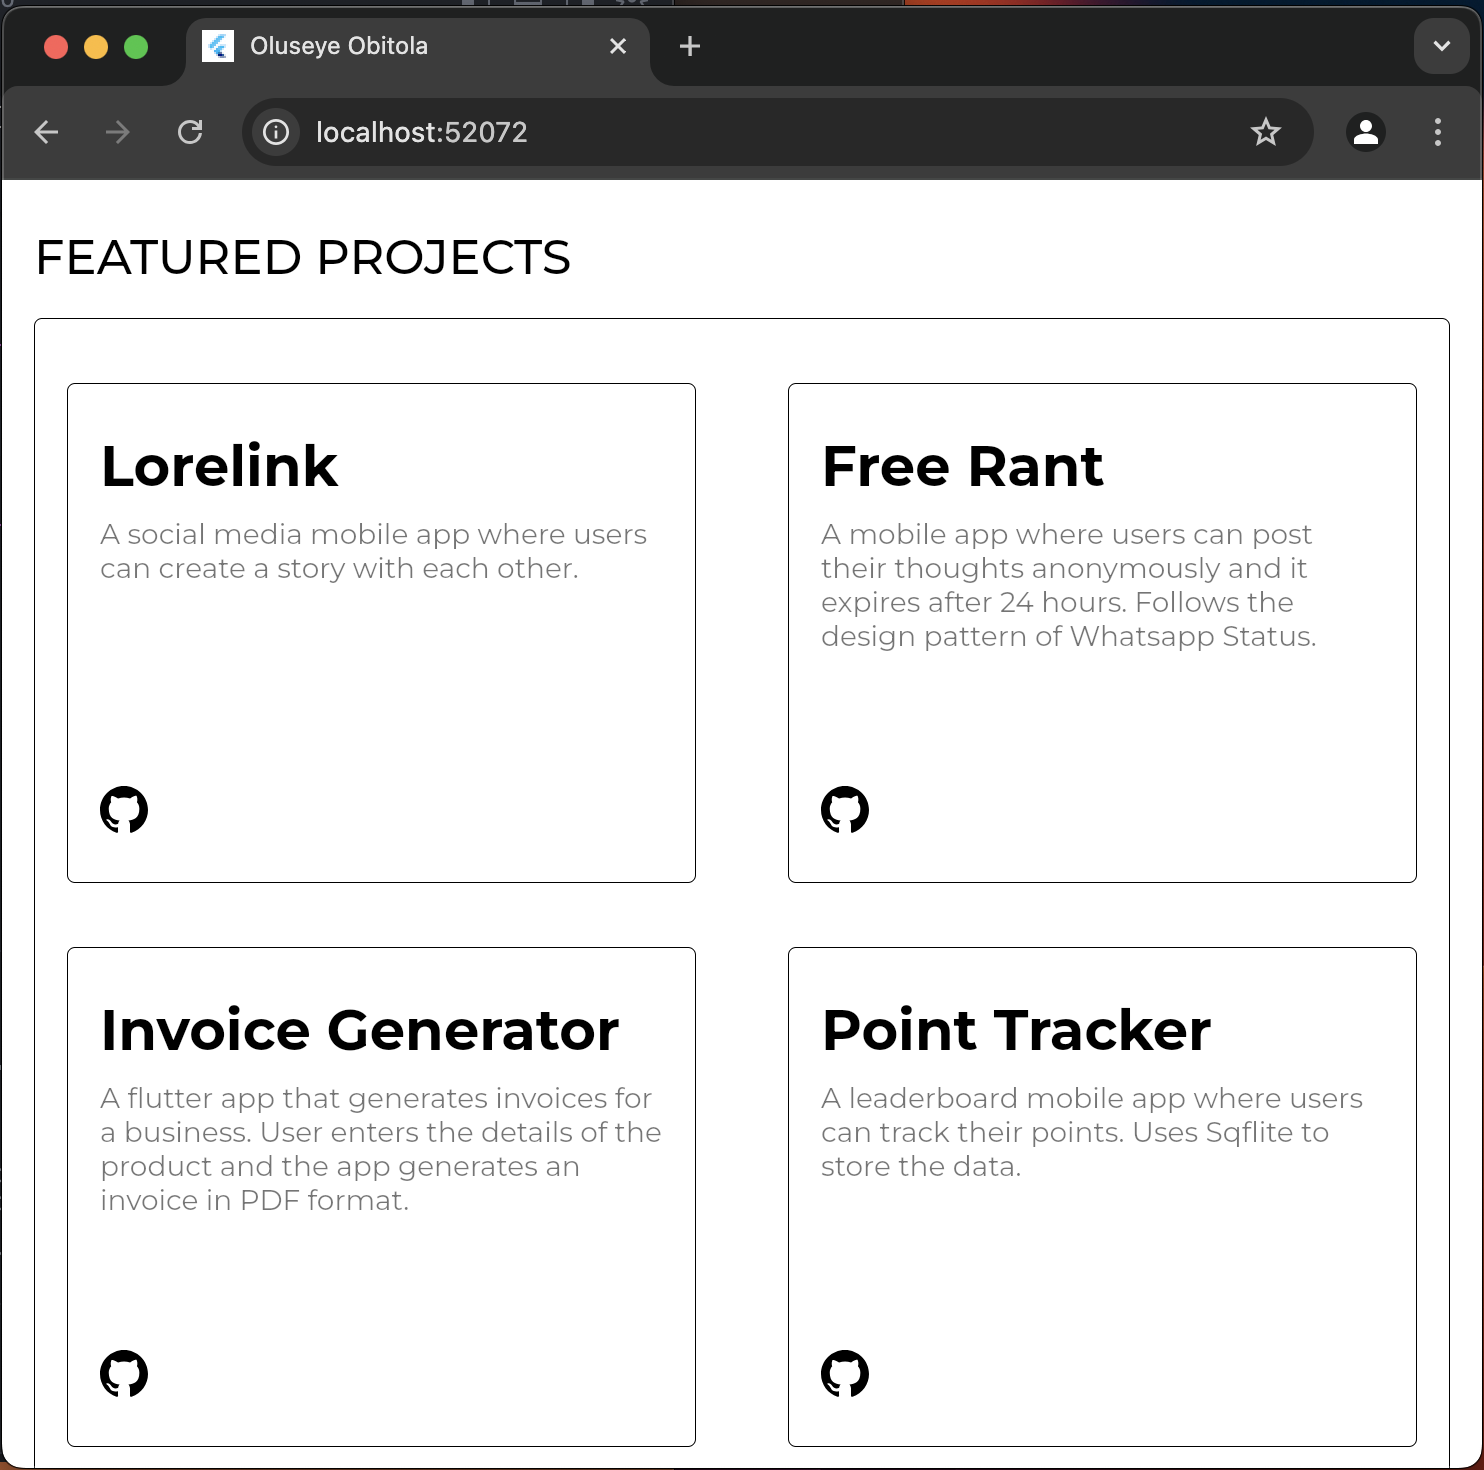 Oluseye Obitola
localhost:52072
FEATURED PROJECTS
Lorelink
A social media mobile app where users
can create a story with each other.
Free Rant
A mobile app where users can post
their thoughts anonymously and it
expires after 24 hours. Follows the
design pattern of Whatsapp Status.
Invoice Generator
A flutter app that generates invoices for
a business. User enters the details of the
product and the app generates an
invoice in PDF format.
Point Tracker
A leaderboard mobile app where users
can track their points. Uses Sqflite to
store the data.